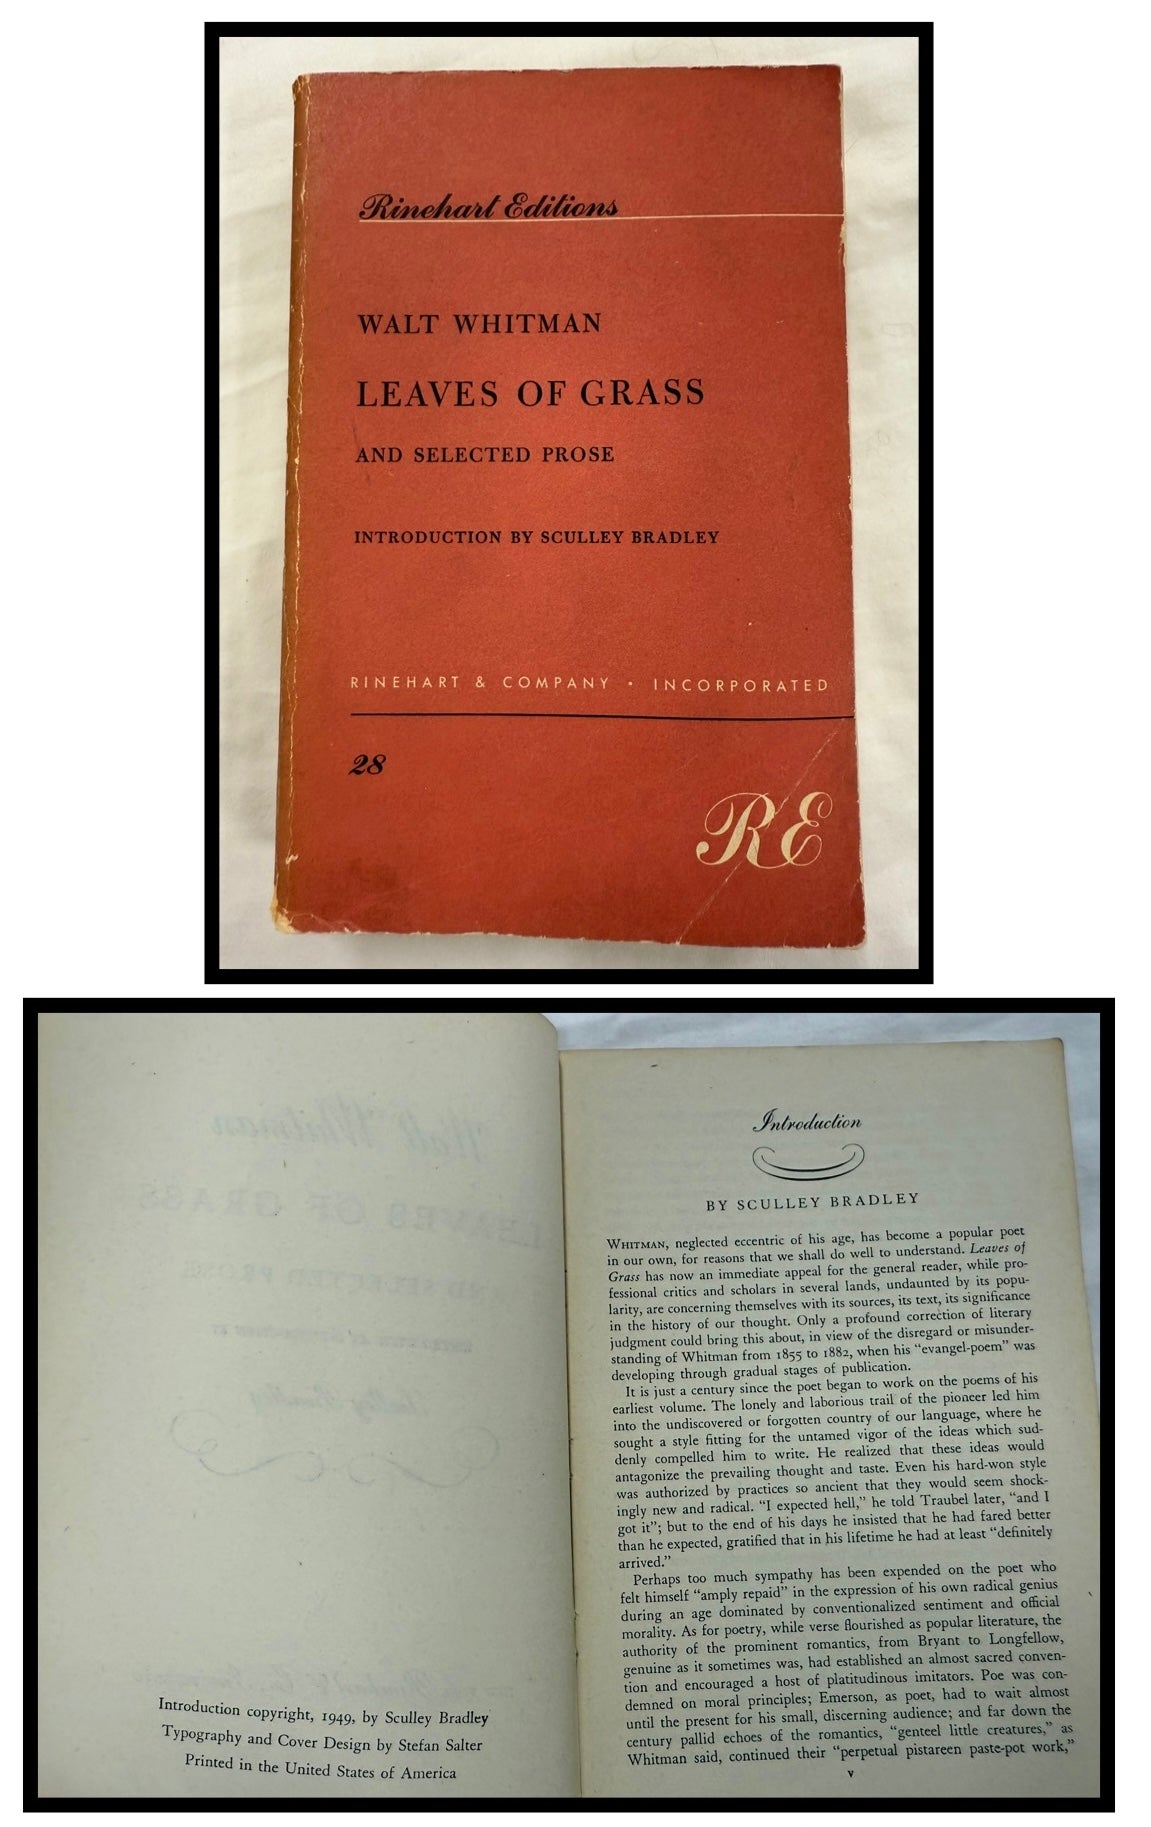 Rinehart Editions
WALT WHITMAN
LEAVES OF GRASS
AND SELECTED PROSE
INTRODUCTION BY SCULLEY BRADLEY
RINEHART & COMPANY • INCORPORATED
28
RE
Introduction copyright, 1949, by Sculley Bradley
Typography and Cover Design by Stefan Salter
Printed in the United States of America
Introduction
BY SCULLEY BRADLEY
WHITMAN, neglected eccentric of his age, has become a popular poet
in our own, for reasons that we shall do well to understand. Leaves of
Grass has now an immediate appeal for the general reader, while pro-
fessional critics and scholars in several lands, undaunted by its popu-
larity, are concerning themselves with its sources, its text, its significance
in the history of our thought. Only a profound correction of literary
judgment could bring this about, in view of the disregard or misunder-
standing of Whitman from 1855 to 1882, when his “evangel-poem” was
developing through gradual stages of publication.
It is just a century since the poet began to work on the poems of his
earliest volume. The lonely and laborious trail of the pioneer led him
into the undiscovered or forgotten country of our language, where he
sought a style fitting for the untamed vigor of the ideas which sud-
denly compelled him to write. He realized that these ideas would
antagonize the prevailing thought and taste. Even his hard-won style
was authorized by practices so ancient that they would seem shock-
ingly new and radical. “I expected hell,” he told Traubel later, “and I
got it”; but to the end of his days he insisted that he had fared better
than he expected, gratified that in his lifetime he had at least “definitely
arrived.”
Perhaps too much sympathy has been expended on the poet who
felt himself “amply repaid” in the expression of his own radical genius
during an age dominated by conventionalized sentiment and official
morality. As for poetry, while verse flourished as popular literature, the
authority of the prominent romantics, from Bryant to Longfellow,
genuine as it sometimes was, had established an almost sacred conven-
tion and encouraged a host of platitudinous imitators. Poe was con-
demned on moral principles; Emerson, as poet, had to wait almost
until the present for his small, discerning audience; and far down the
century pallid echoes of the romantics, “genteel little creatures,” as
Whitman said, continued their “perpetual pistareen paste-pot work,”
v